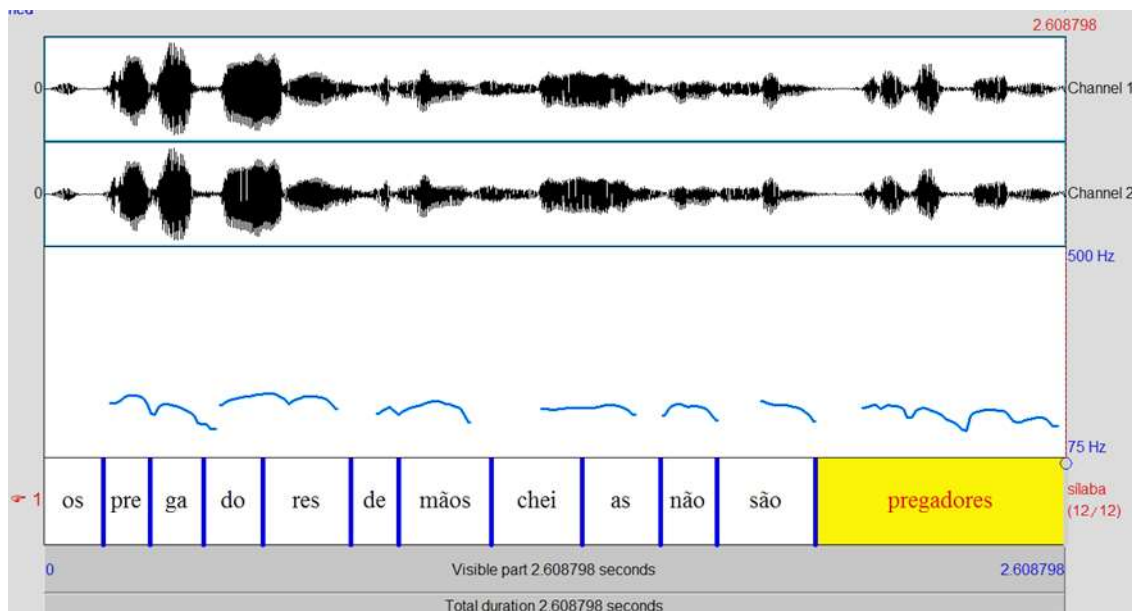 2.608798
0 Channel 1
0 Channel 2
500 Hz
75 Hz
1 os pre ga do res de mãos chei as não são pregadores sílaba
(12/12)
0 Visible part 2.608798 seconds 2.608798
Total duration 2.608798 seconds